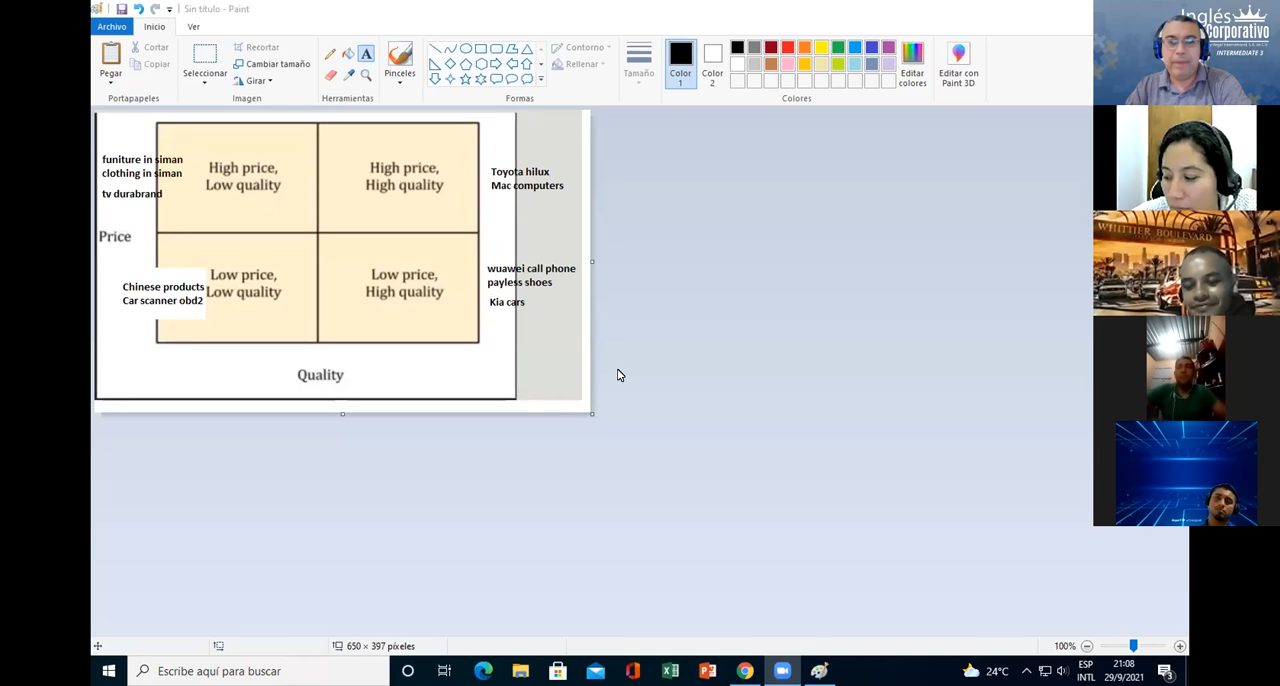 Sin título - Paint
Archivo
Inicio
Ver
Pegar
Cortar
Copiar
Portapapeles
Seleccionar
Recortar
Cambiar tamaño
Girar
Imagen
Herramientas
Pinceles
Contorno
Rellenar
Formas
Tamaño
Color 1
Color 2
Editar colores
Editar con Paint 3D
Colores
Inglés
Corporativo
INTERMEDIATE 3
WHITTIER BOULEVARD
funiture in siman
clothing in siman
tv durabrand
High price,
Low quality
High price,
High quality
Toyota hilux
Mac computers
Price
Chinese products
Car scanner obd2
Low price,
Low quality
Low price,
High quality
wuawei call phone
payless shoes
Kia cars
Quality
650 × 397 píxeles
100%
Escribe aquí para buscar
24°C
ESP
INTL
21:08
29/9/2021
3